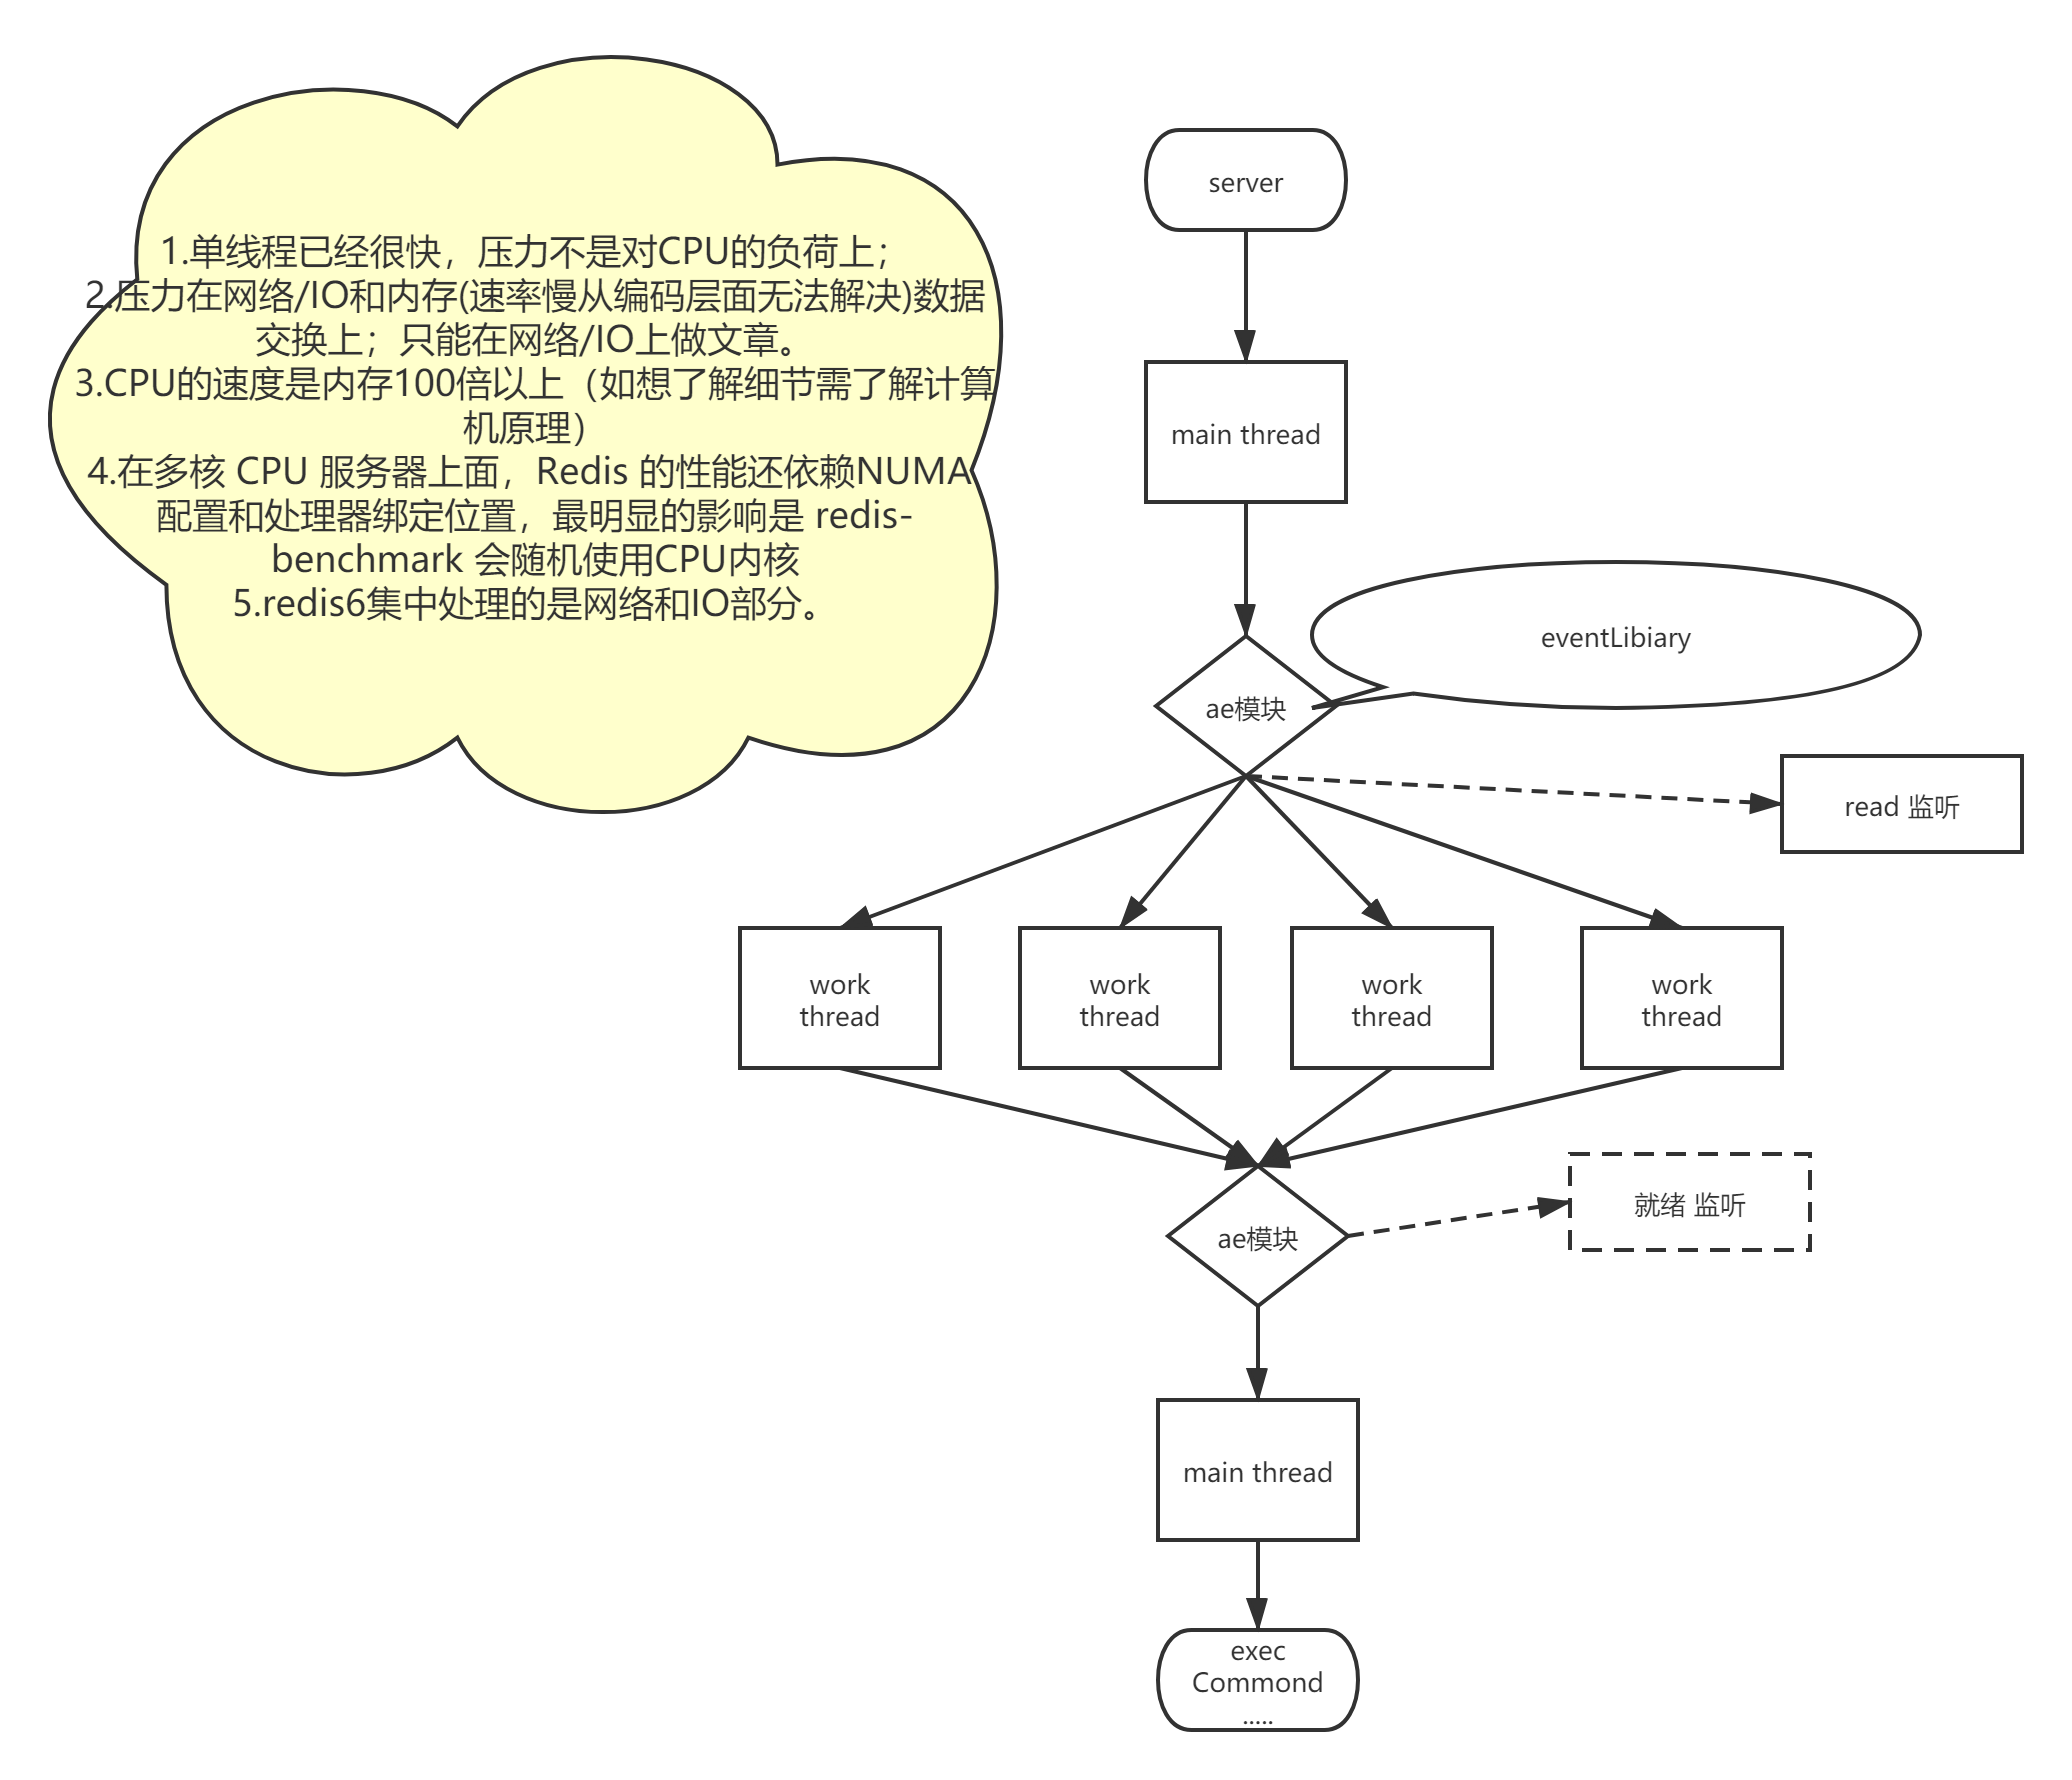 1.单线程已经很快，压力不是对CPU的负荷上；
2.压力在网络/IO和内存(速率慢从编码层面无法解决)数据
交换上；只能在网络/IO上做文章。
3.CPU的速度是内存100倍以上（如想了解细节需了解计算
机原理）
4.在多核 CPU 服务器上面，Redis 的性能还依赖NUMA
配置和处理器绑定位置，最明显的影响是 redis-
benchmark 会随机使用CPU内核
5.redis6集中处理的是网络和IO部分。
server
main thread
eventLibiary
ae模块
read 监听
work
thread
work
thread
work
thread
work
thread
就绪 监听
ae模块
main thread
exec
Commond
.....